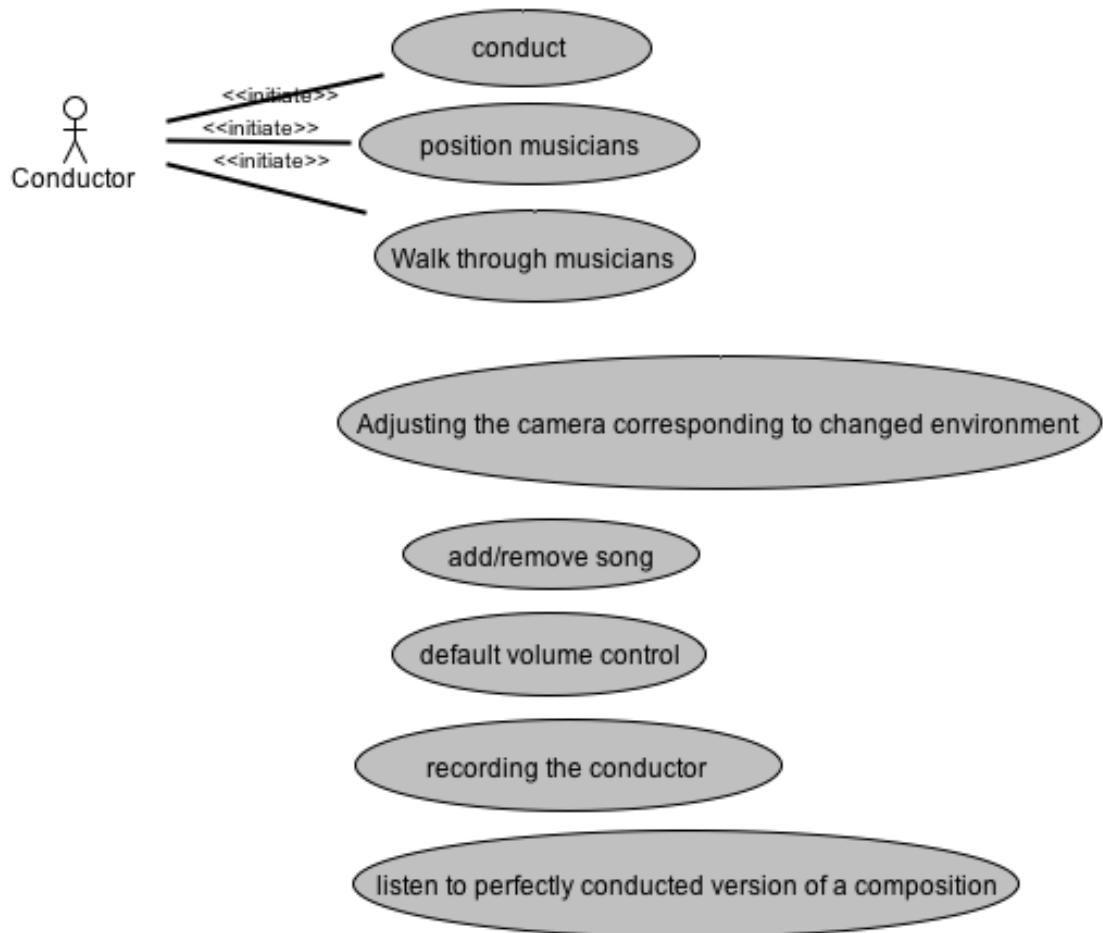 conduct
<<initiate>>
<<initiate>>
position musicians
<<initiate>>
Conductor
Walk through musicians
Adjusting the camera corresponding to changed environment
add/remove song
default volume control
recording the conductor
listen to perfectly conducted version of a composition